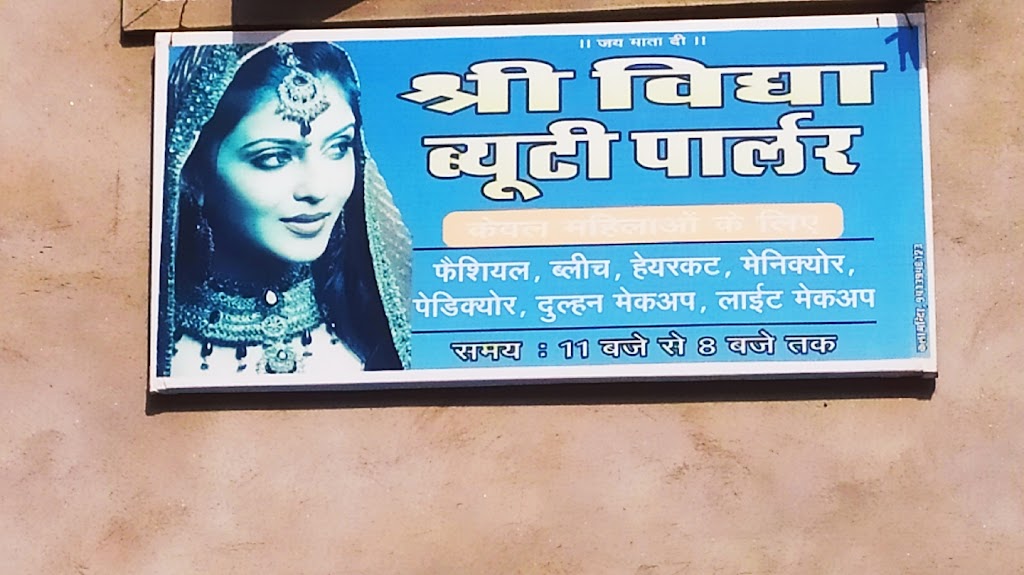 ।। जय माता दी ।।
श्री विद्या
ब्यूटी पार्लर
केवल महिलाओं के लिए
फैशियल, ब्लीच, हेयरकट, मेनिक्योर,
पेडिक्योर, दुल्हन मेकअप, लाईट मेकअप
समय : 11 बजे से 8 बजे तक